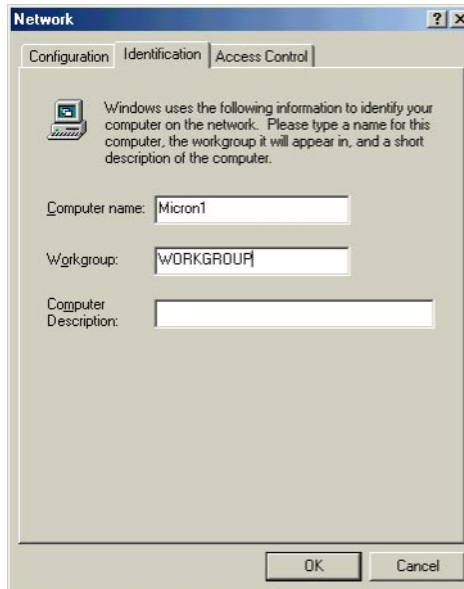 Network
Configuration Identification Access Control
Windows uses the following information to identify your
computer on the network. Please type a name for this
computer, the workgroup it will appear in, and a short
description of the computer.
Computer name: Micron1
Workgroup: WORKGROUP
Computer
Description:
OK Cancel